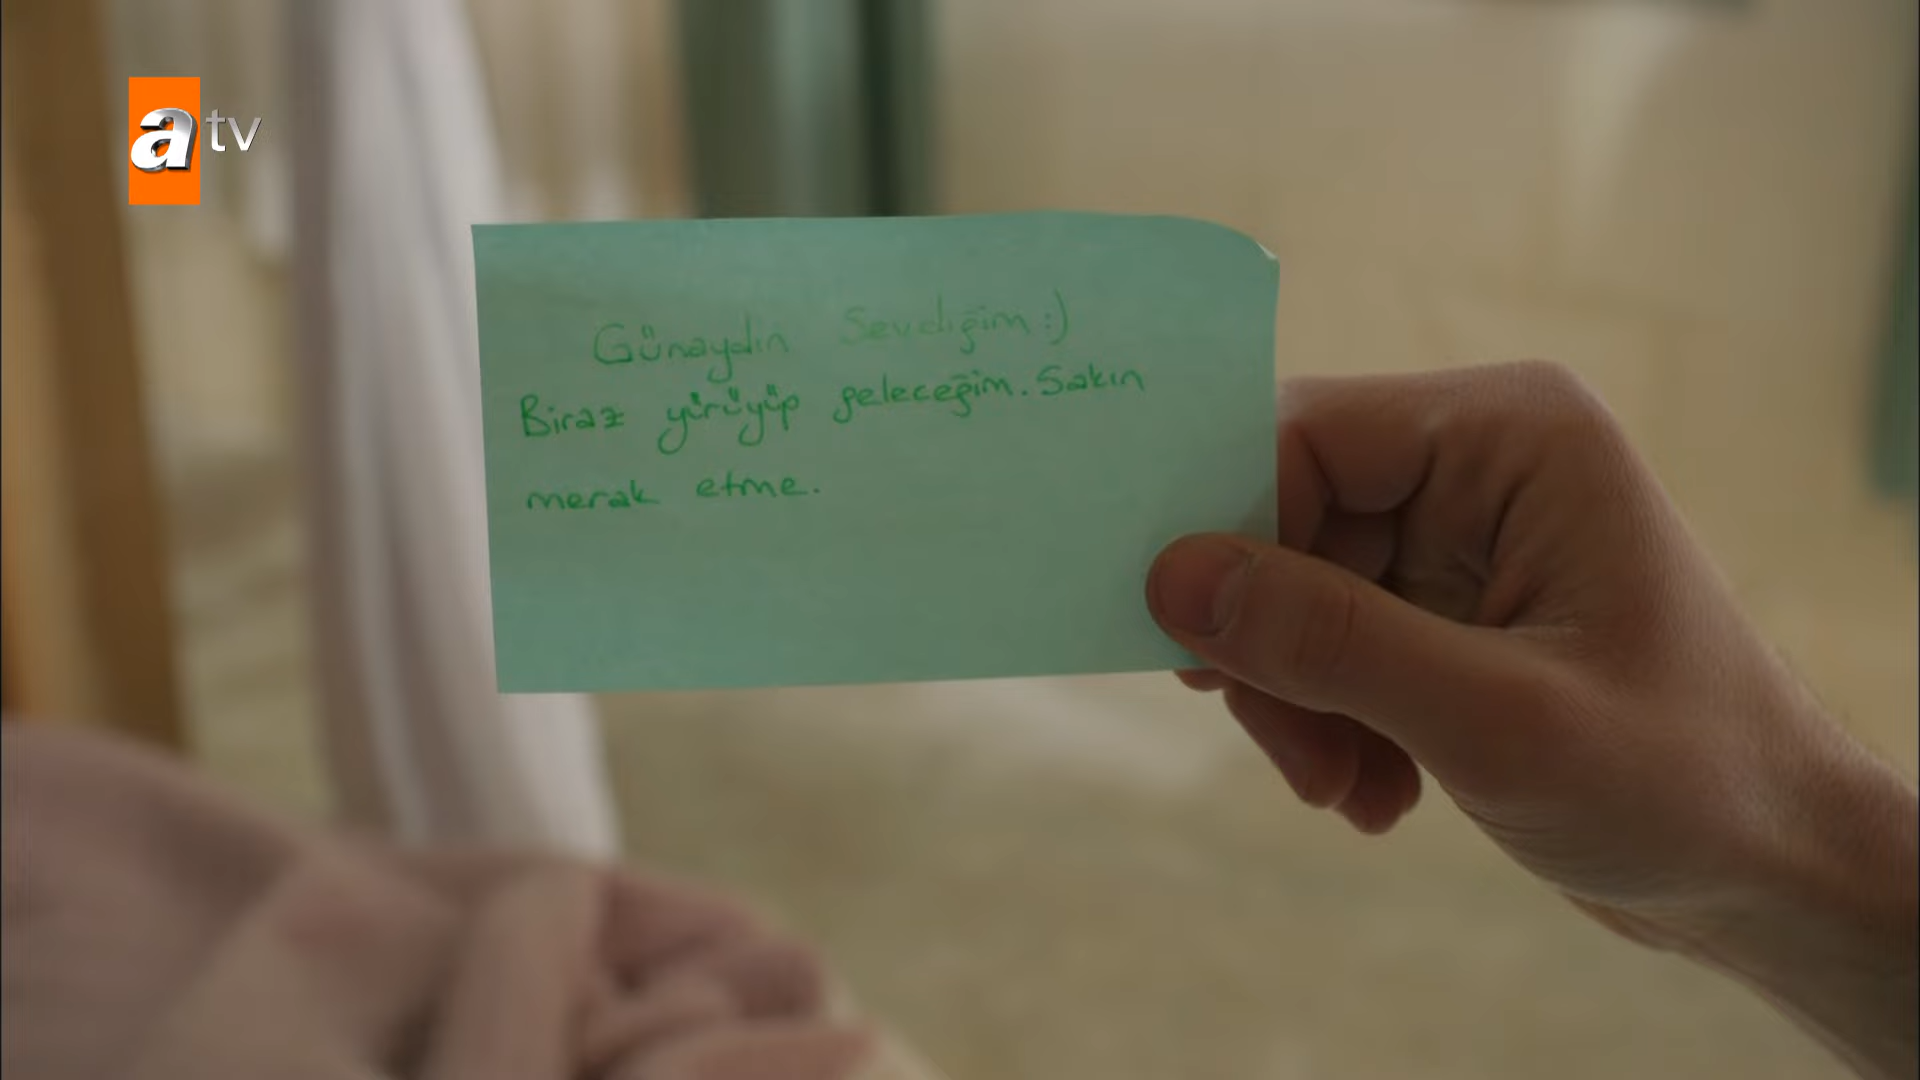 atv
Günaydın Sevdiğim :)
Biraz yürüyüp geleceğim. Sakın
merak etme.